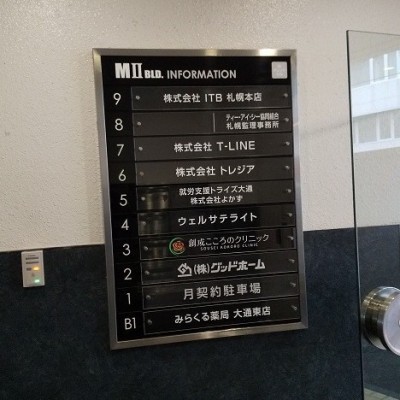 MII BLD. INFORMATION
9 株式会社 ITB 札幌本店
8 ティー・アイ・シー協同組合
札幌監理事務所
7 株式会社 T-LINE
6 株式会社 トレジア
5 就労支援トライズ大通
株式会社よかず
4 ウェルサテライト
3 創成こころのクリニック
SOUSEI KOKORO CLINIC
2 (株)グッドホーム
1 月契約駐車場
B1 みらくる薬局 大通東店